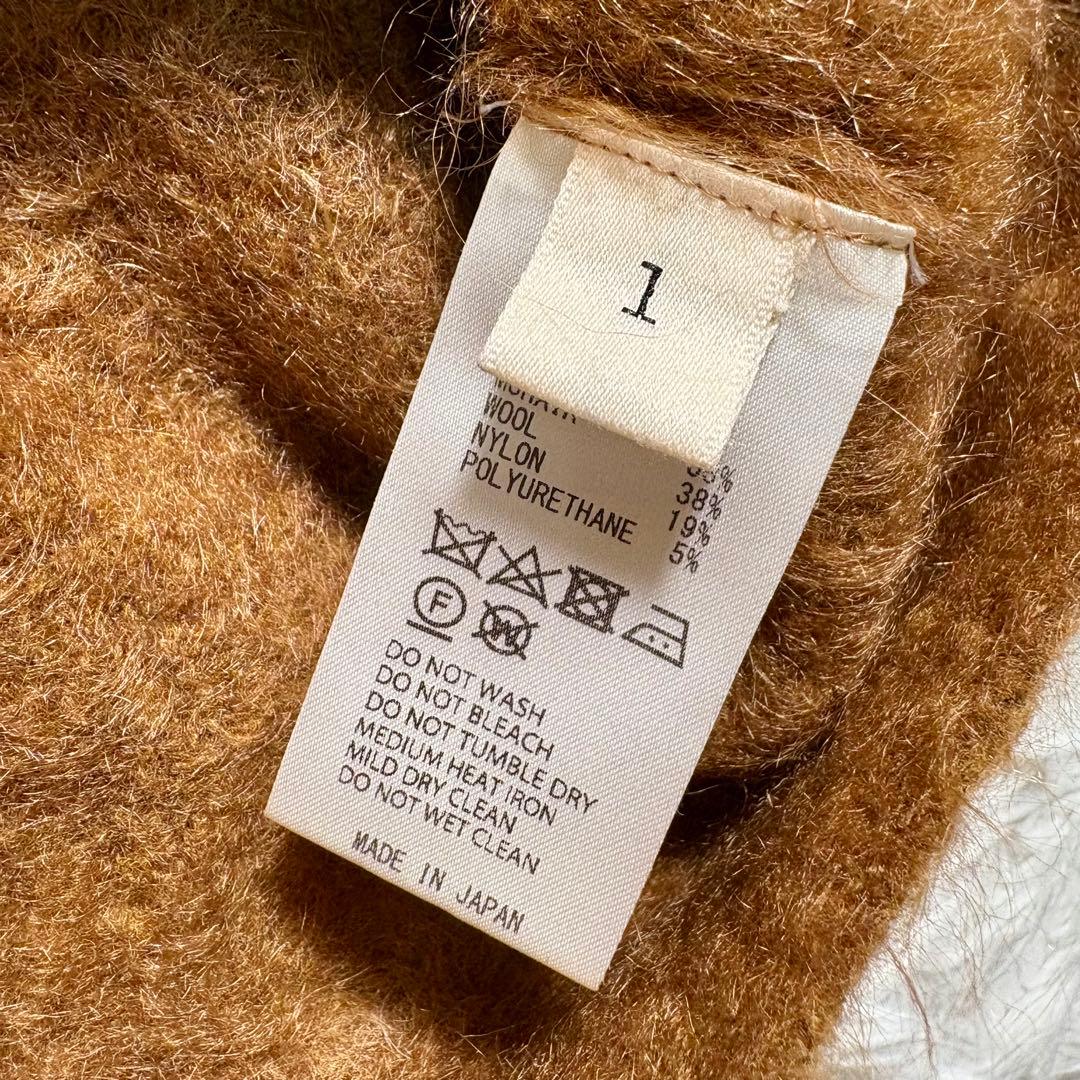 1
WOOL 38%
NYLON 19%
POLYURETHANE 5%
F
W
DO NOT WASH
DO NOT BLEACH
DO NOT TUMBLE DRY
MEDIUM HEAT IRON
MILD DRY CLEAN
DO NOT WET CLEAN
MADE IN JAPAN